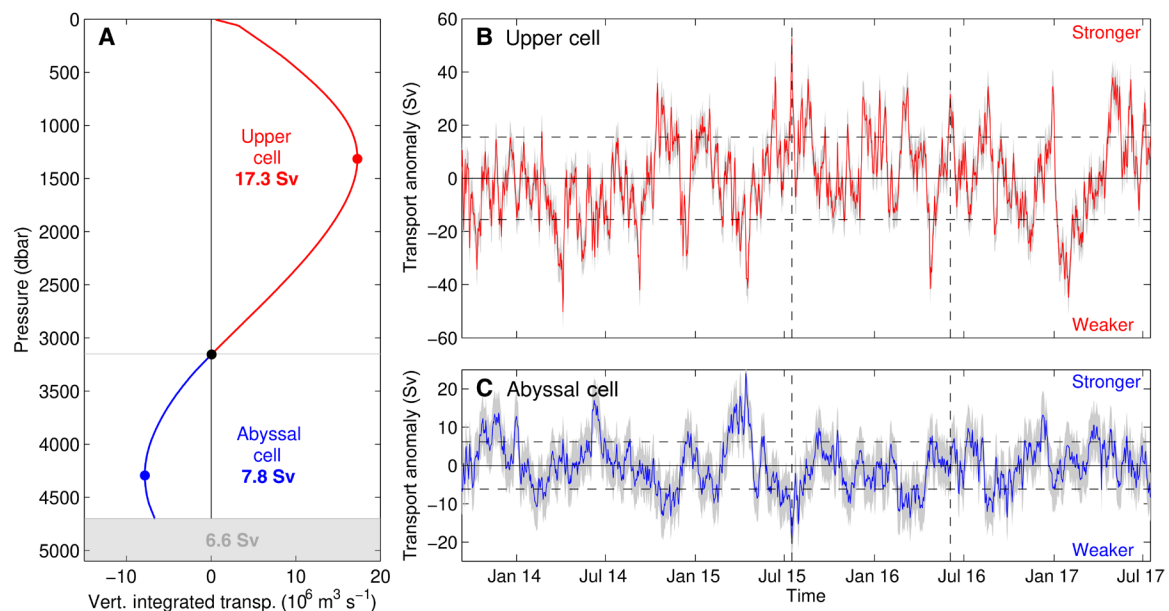 A
0
500
1000
1500
2000
2500
3000
3500
4000
4500
5000
Pressure (dbar)
Upper
cell
17.3 Sv
Abyssal
cell
7.8 Sv
6.6 Sv
−10
0
10
20
Vert. integrated transp. (10⁶ m³ s⁻¹)
B Upper cell
Stronger
60
40
20
0
−20
−40
−60
Transport anomaly (Sv)
Weaker
C Abyssal cell
Stronger
20
10
0
−10
−20
Transport anomaly (Sv)
Weaker
Jan 14
Jul 14
Jan 15
Jul 15
Jan 16
Jul 16
Jan 17
Jul 17
Time